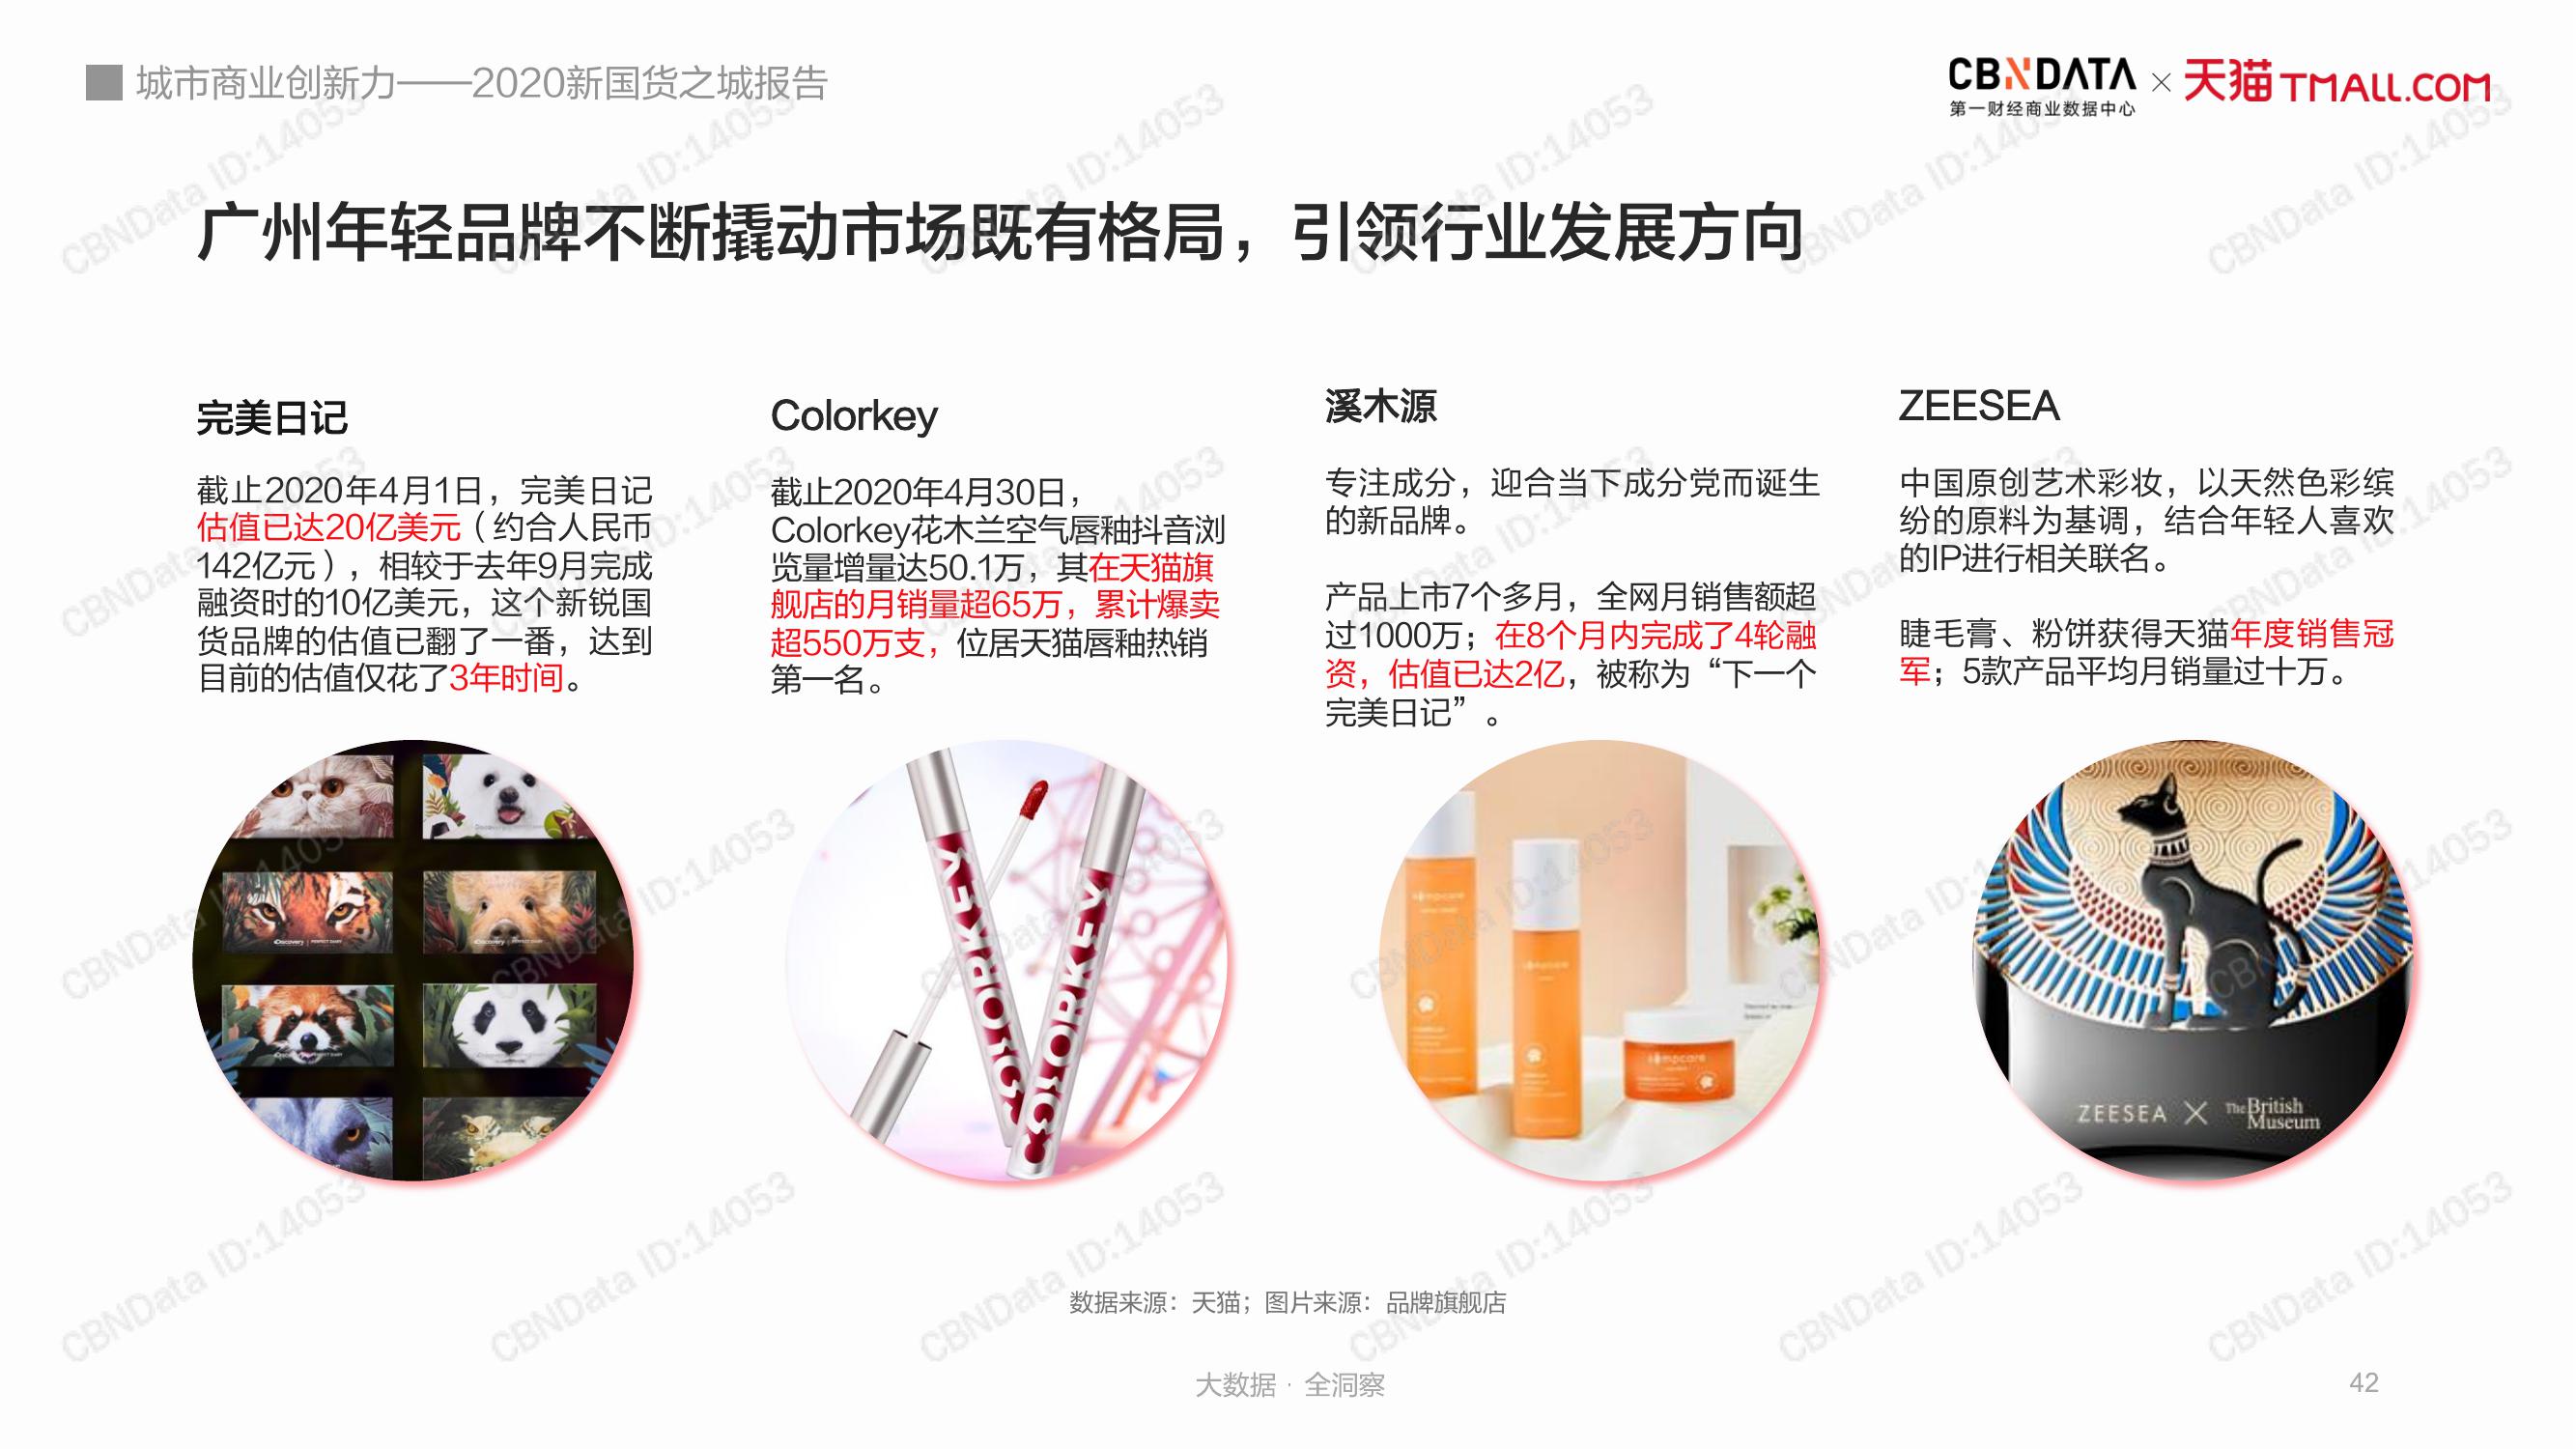 城市商业创新力——2020新国货之城报告
CBNDATA
第一财经商业数据中心
×
天猫 TMALL.COM
广州年轻品牌不断撬动市场既有格局，引领行业发展方向
完美日记
截止2020年4月1日，完美日记
估值已达20亿美元（约合人民币
142亿元），相较于去年9月完成
融资时的10亿美元，这个新锐国
货品牌的估值已翻了一番，达到
目前的估值仅花了3年时间。
Colorkey
截止2020年4月30日，
Colorkey花木兰空气唇釉抖音浏
览量增量达50.1万，其在天猫旗
舰店的月销量超65万，累计爆卖
超550万支，位居天猫唇釉热销
第一名。
溪木源
专注成分，迎合当下成分党而诞生
的新品牌。
产品上市7个多月，全网月销售额超
过1000万；在8个月内完成了4轮融
资，估值已达2亿，被称为“下一个
完美日记”。
ZEESEA
中国原创艺术彩妆，以天然色彩缤
纷的原料为基调，结合年轻人喜欢
的IP进行相关联名。
睫毛膏、粉饼获得天猫年度销售冠
军；5款产品平均月销量过十万。
COLORKEY
COLORKEY
ZEESEA × The British
Museum
数据来源：天猫；图片来源：品牌旗舰店
大数据 · 全洞察
42
CBNData ID:14053